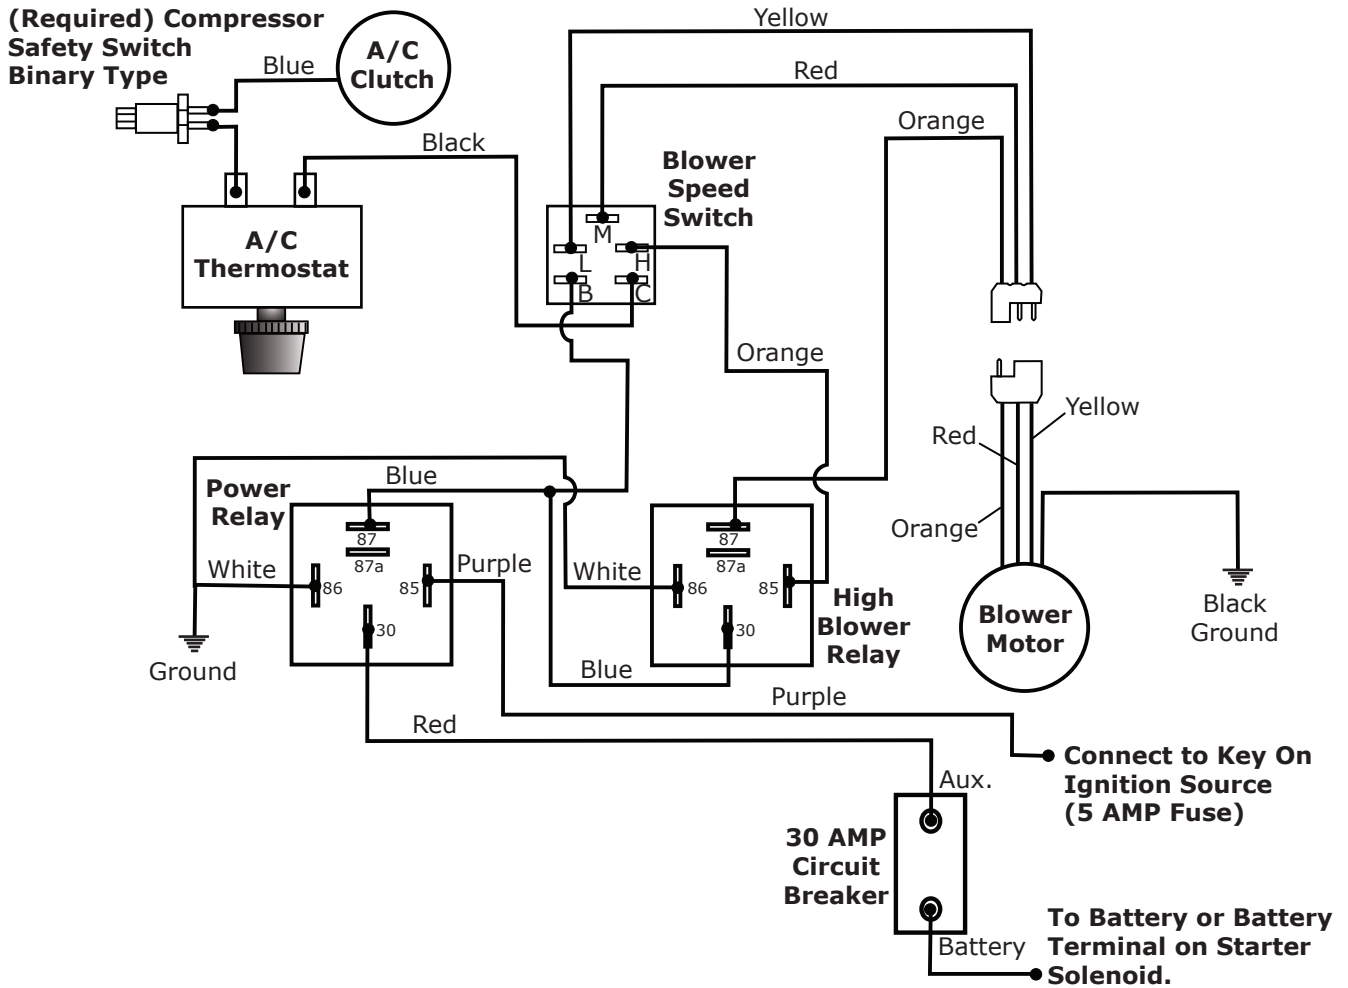 (Required) Compressor
Safety Switch
Binary Type
Blue
A/C
Clutch
Yellow
Red
Orange
Black
Blower
Speed
Switch
A/C
Thermostat
M
L
H
B
C
Orange
Yellow
Red
Orange
Power
Relay
Blue
87
87a
86
85
30
White
Purple
White
87
87a
86
85
30
High
Blower
Relay
Blower
Motor
Black
Ground
Ground
Blue
Purple
Red
Connect to Key On
Ignition Source
(5 AMP Fuse)
Aux.
30 AMP
Circuit
Breaker
Battery
To Battery or Battery
Terminal on Starter
Solenoid.